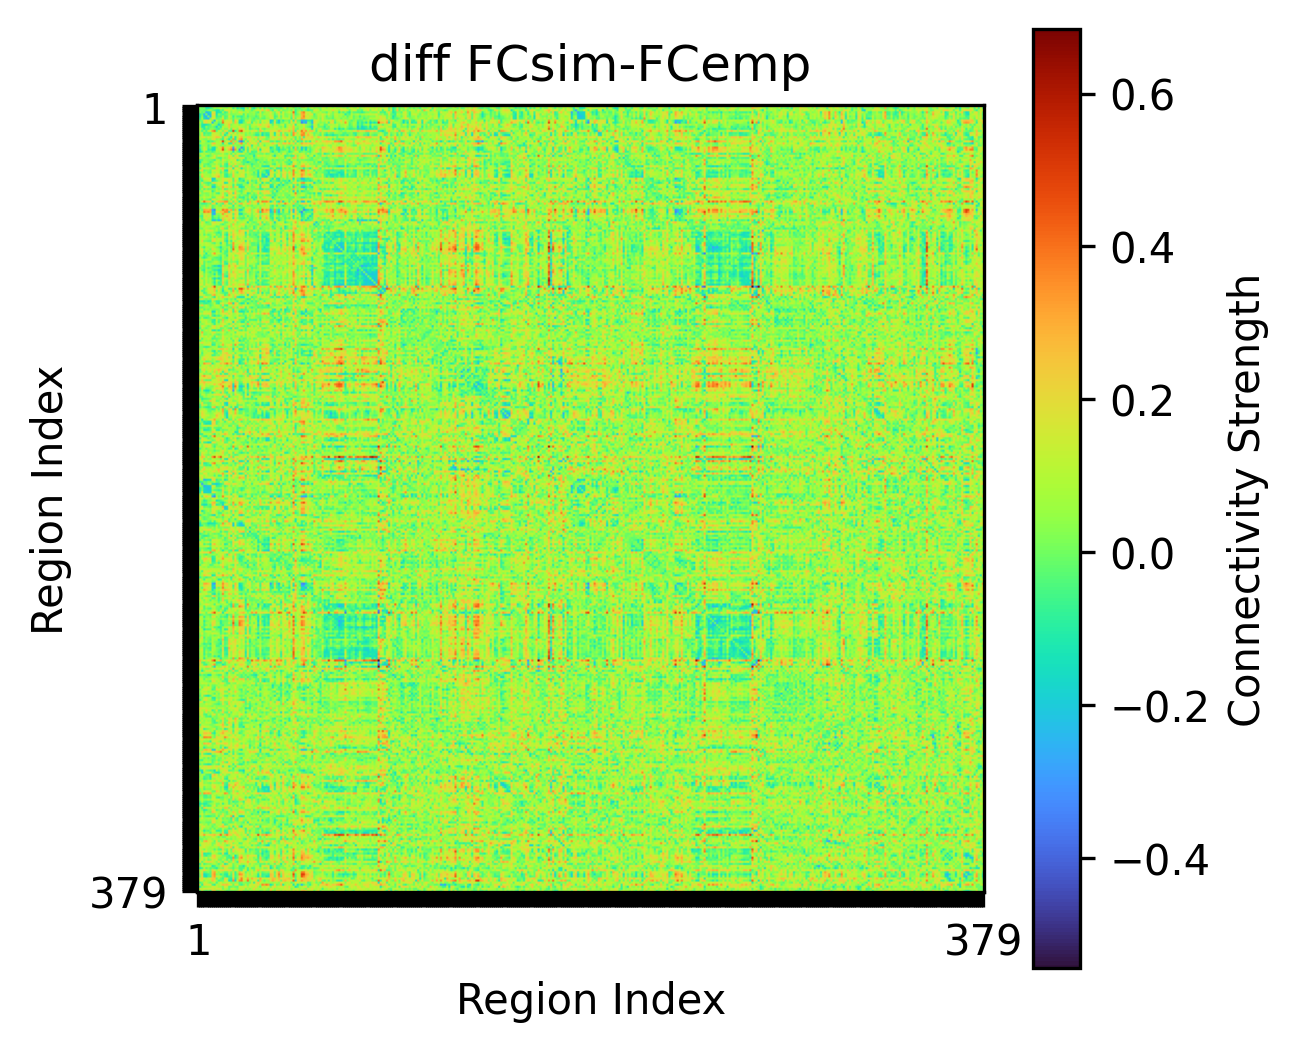 diff FCsim-FCemp
1
379
Region Index
1
379
Region Index
0.6
0.4
0.2
0.0
−0.2
−0.4
Connectivity Strength